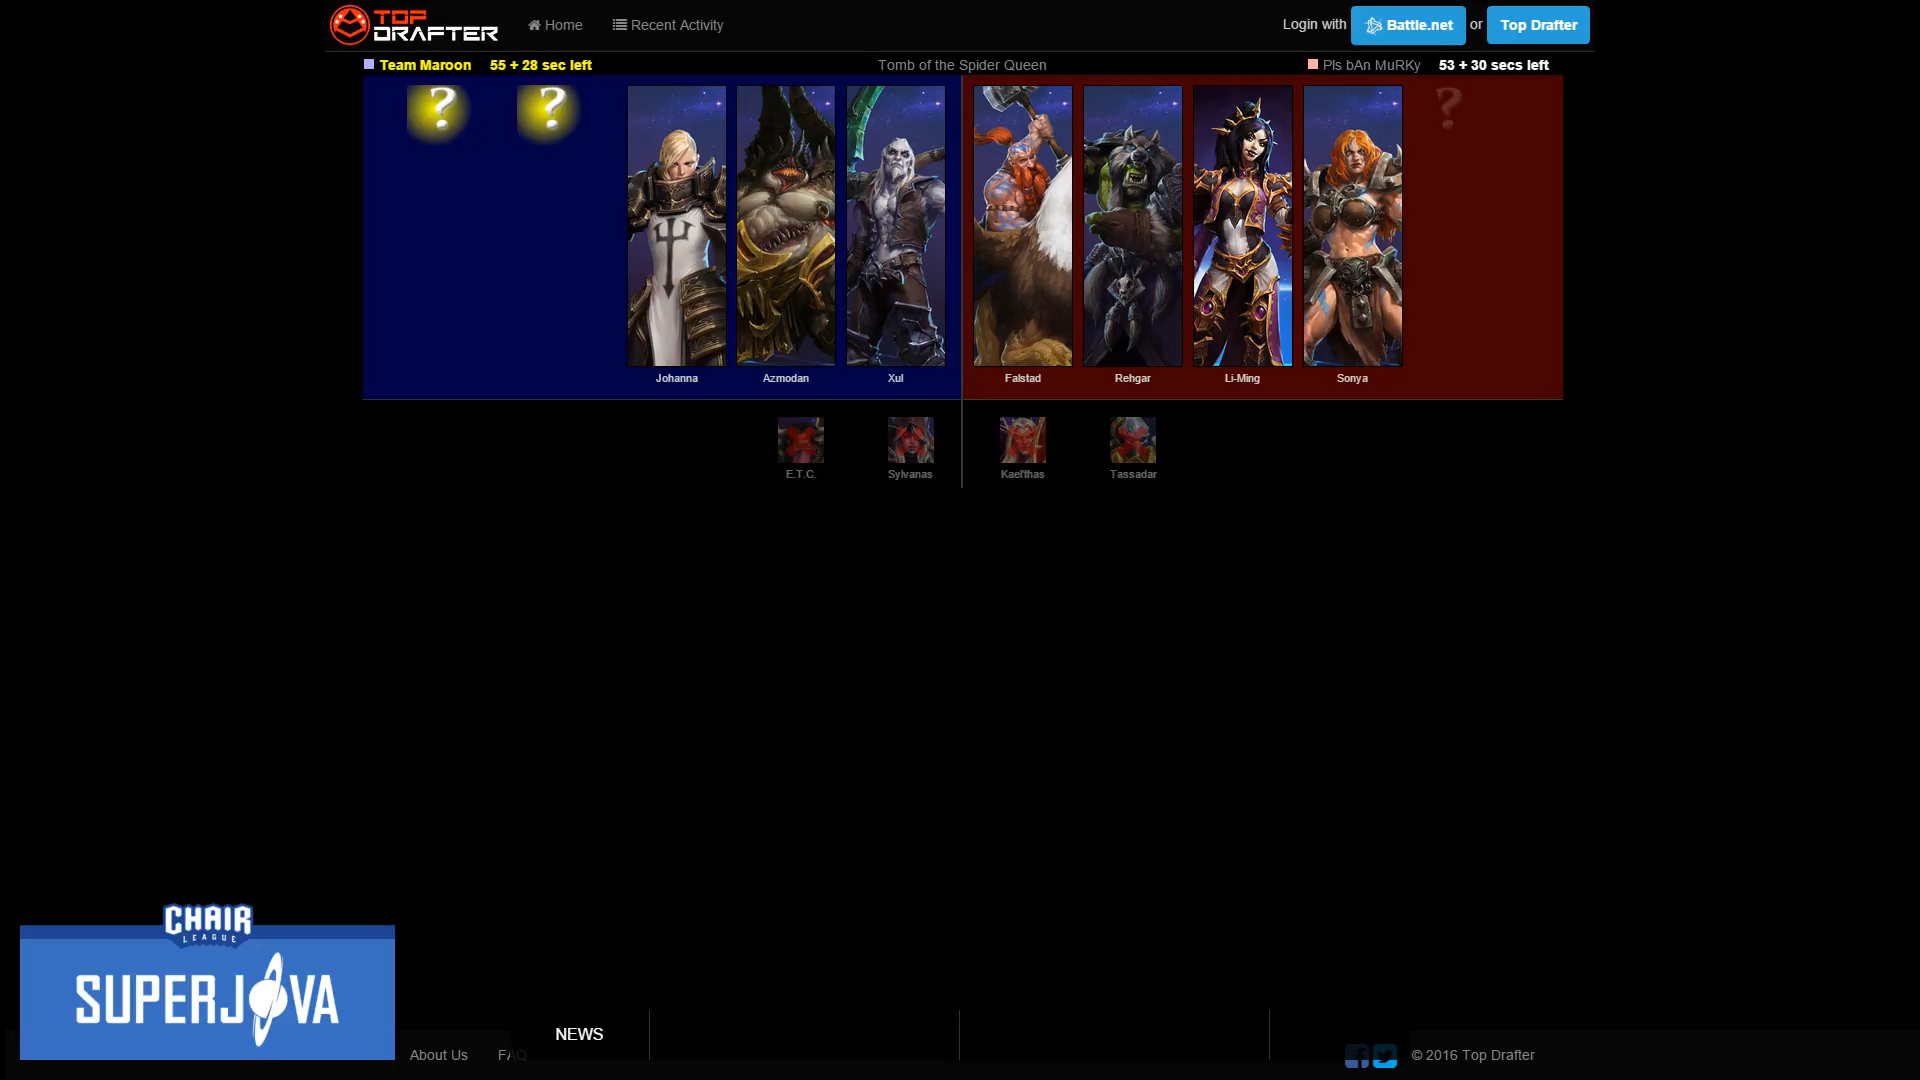 TOP DRAFTER
Home
Recent Activity
Login with Battle.net or Top Drafter
Team Maroon 55 + 28 sec left
Tomb of the Spider Queen
Pls bAn MuRKy 53 + 30 secs left
? ? ?
Johanna Azmodan Xul Falstad Rehgar Li-Ming Sonya
E.T.C. Sylvanas Kael'thas Tassadar
CHAIR
LEAGUE
SUPERJOVA
NEWS
About Us FAQ
© 2016 Top Drafter